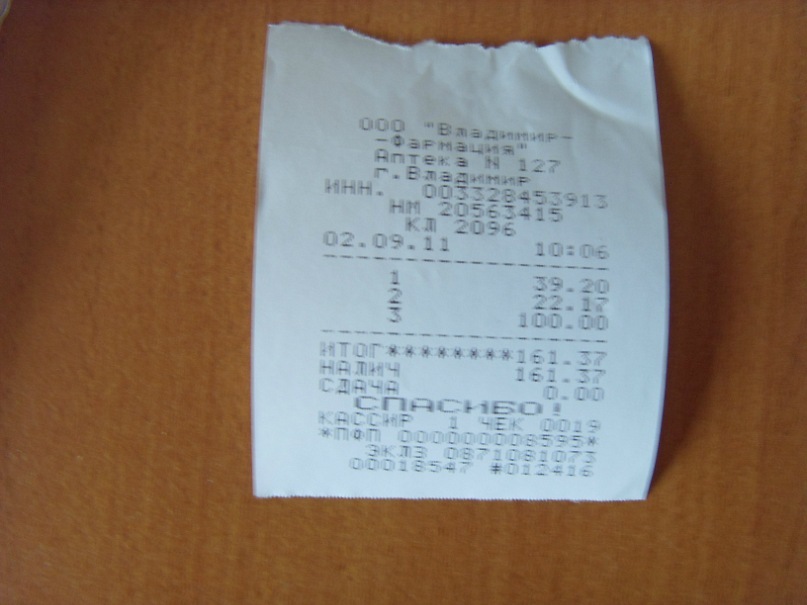 ООО "Владимир-
-Фармация"
Аптека N 127
г.Владимир
ИНН. 003328453913
НМ 20563415
КЛ 2096
02.09.11 10:06
1 39.20
2 22.17
3 100.00
ИТОГ********161.37
НАЛИЧ 161.37
СДАЧА 0.00
СПАСИБО!
КАССИР 1 ЧЕК 0019
*ПФП 000000008595*
ЭКЛЗ 0871081073
00018547 #012416